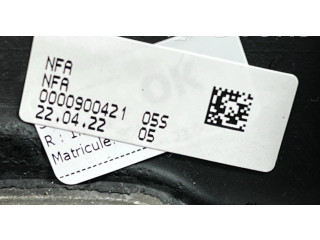 NFA
NFA
0000900421 05S
22.04.22 05
R :
Matricule: